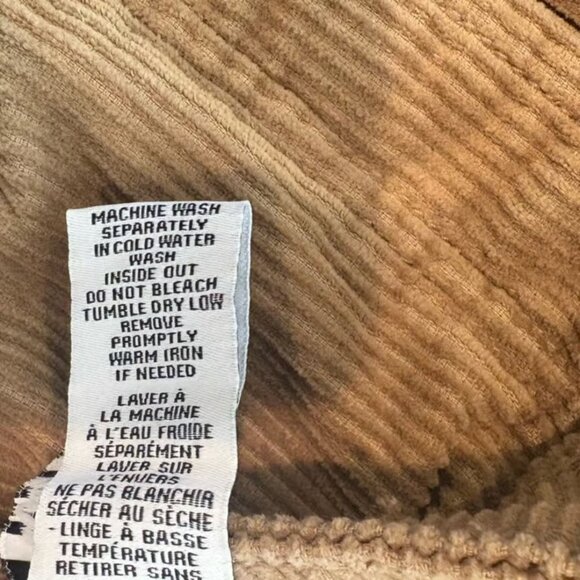 MACHINE WASH
SEPARATELY
IN COLD WATER
WASH
INSIDE OUT
DO NOT BLEACH
TUMBLE DRY LOW
REMOVE
PROMPTLY
WARM IRON
IF NEEDED
LAVER À
LA MACHINE
À L'EAU FROIDE
SÉPARÉMENT
LAVER SUR
L'ENVERS
NE PAS BLANCHIR
SÉCHER AU SÈCHE
- LINGE À BASSE
TEMPÉRATURE
RETIRER SANS